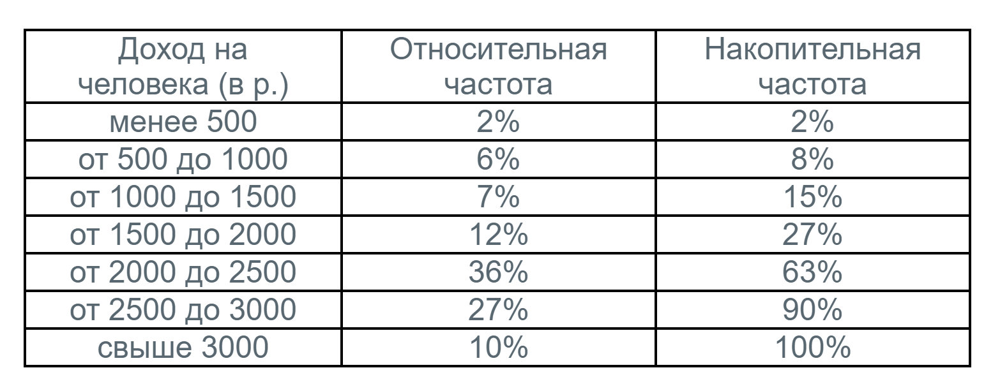 Доход на Относительная Накопительная
человека (в р.) частота частота
менее 500 2% 2%
от 500 до 1000 6% 8%
от 1000 до 1500 7% 15%
от 1500 до 2000 12% 27%
от 2000 до 2500 36% 63%
от 2500 до 3000 27% 90%
свыше 3000 10% 100%